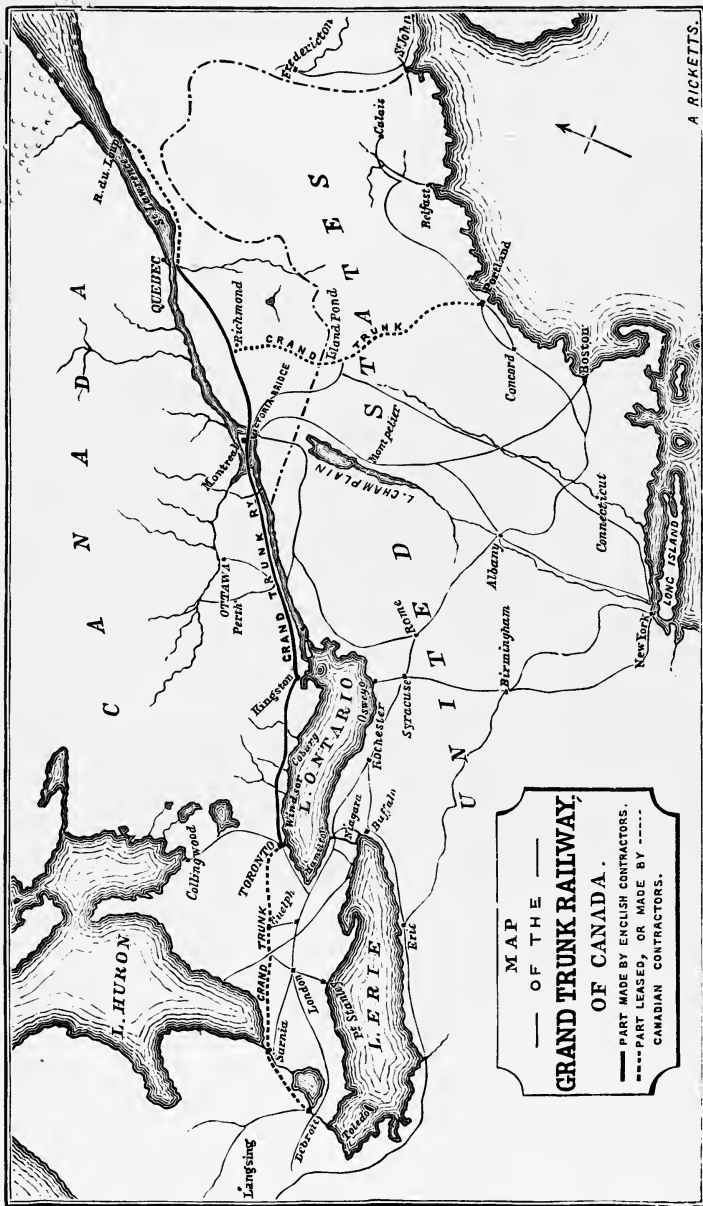 MAP
OF THE
GRAND TRUNK RAILWAY,
OF CANADA.
PART MADE BY ENGLISH CONTRACTORS.
PART LEASED, OR MADE BY
CANADIAN CONTRACTORS.
CANADA
UNITED STATES
L. HURON
Collingwood
Langsing
Sarnia
GRAND TRUNK
Guelph
London
Pt. Stanley
Detroit
Toledo
L. ERIE
Erie
TORONTO
Hamilton
Niagara
Buffalo
Windsor
Coburg
L. ONTARIO
Oswego
Rochester
Kingston
GRAND TRUNK RY.
OTTAWA
Perth
Montreal
VICTORIA BRIDGE
Syracuse
Rome
Birmingham
Albany
L. CHAMPLAIN
Montpelier
Richmond
GRAND TRUNK
Island Pond
QUEBEC
St. Lawrence
R. du. Loup
Fredericton
St. John
Calais
Belfast
Portland
Concord
Boston
Connecticut
New York
LONG ISLAND
A RICKETTS.